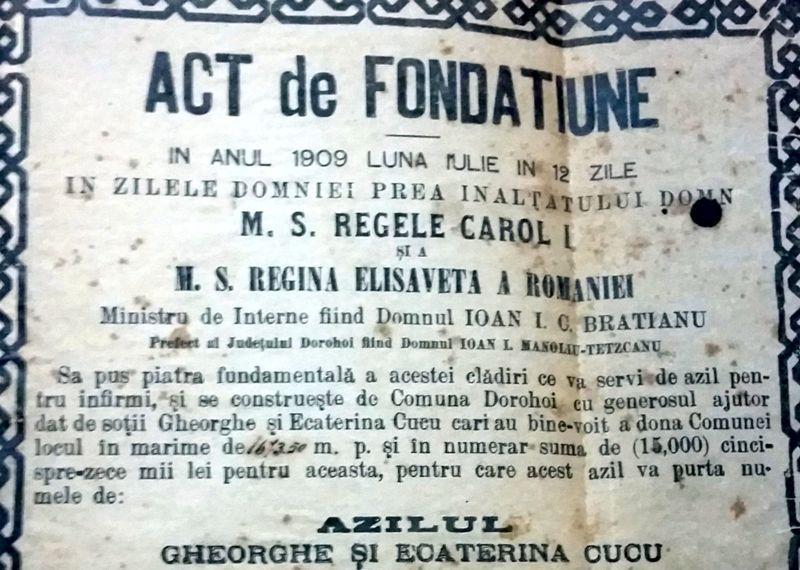 ACT de FONDATIUNE
IN ANUL 1909 LUNA IULIE IN 12 ZILE
IN ZILELE DOMNIEI PREA INALȚATULUI DOMN
M. S. REGELE CAROL I
ȘI A
M. S. REGINA ELISAVETA A ROMANIEI
Ministru de Interne fiind Domnul IOAN I. C. BRATIANU
Prefect al Județului Dorohoi fiind Domnul IOAN I. MANOLIU-TETZCANU
Sa pus piatra fundamentală a acestei clădiri ce va servi de azil pen-
tru infirmi, și se construește de Comuna Dorohoi cu generosul ajutor
dat de soții Gheorghe și Ecaterina Cucu cari au bine-voit a dona Comunei
locul în marime de m. p. și în numerar suma de (15,000) cinci-
spre-zece mii lei pentru aceasta, pentru care acest azil va purta nu-
mele de:
AZILUL
GHEORGHE ȘI ECATERINA CUCU